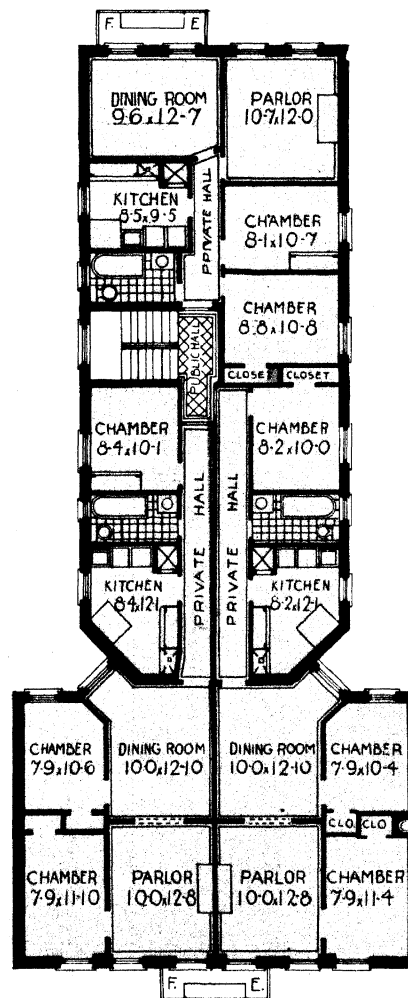 F. E.
DINING ROOM
9-6 x 12-7
PARLOR
10-7 x 12-0
KITCHEN
8-5 x 9-5
PPRIVATE HALL
CHAMBER
8-1 x 10-7
CHAMBER
8-8 x 10-8
PUBLIC HALL
CLOSE
CLOSET
CHAMBER
8-4 x 10-1
CHAMBER
8-2 x 10-0
PRIVATE HALL
PRIVATE HALL
KITCHEN
8-4 x 12-1
KITCHEN
8-2 x 12-1
CHAMBER
7-9 x 10-6
DINING ROOM
10-0 x 12-10
DINING ROOM
10-0 x 12-10
CHAMBER
7-9 x 10-4
CLO.
CLO
CHAMBER
7-9 x 11-10
PARLOR
10-0 x 12-8
PARLOR
10-0 x 12-8
CHAMBER
7-9 x 11-4
F. E.